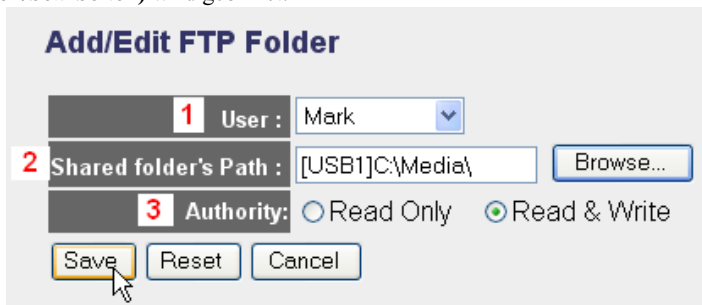 Add/Edit FTP Folder
1 User : Mark
2 Shared folder's Path : [USB1]C:\Media\ Browse...
3 Authority: Read Only Read & Write
Save Reset Cancel